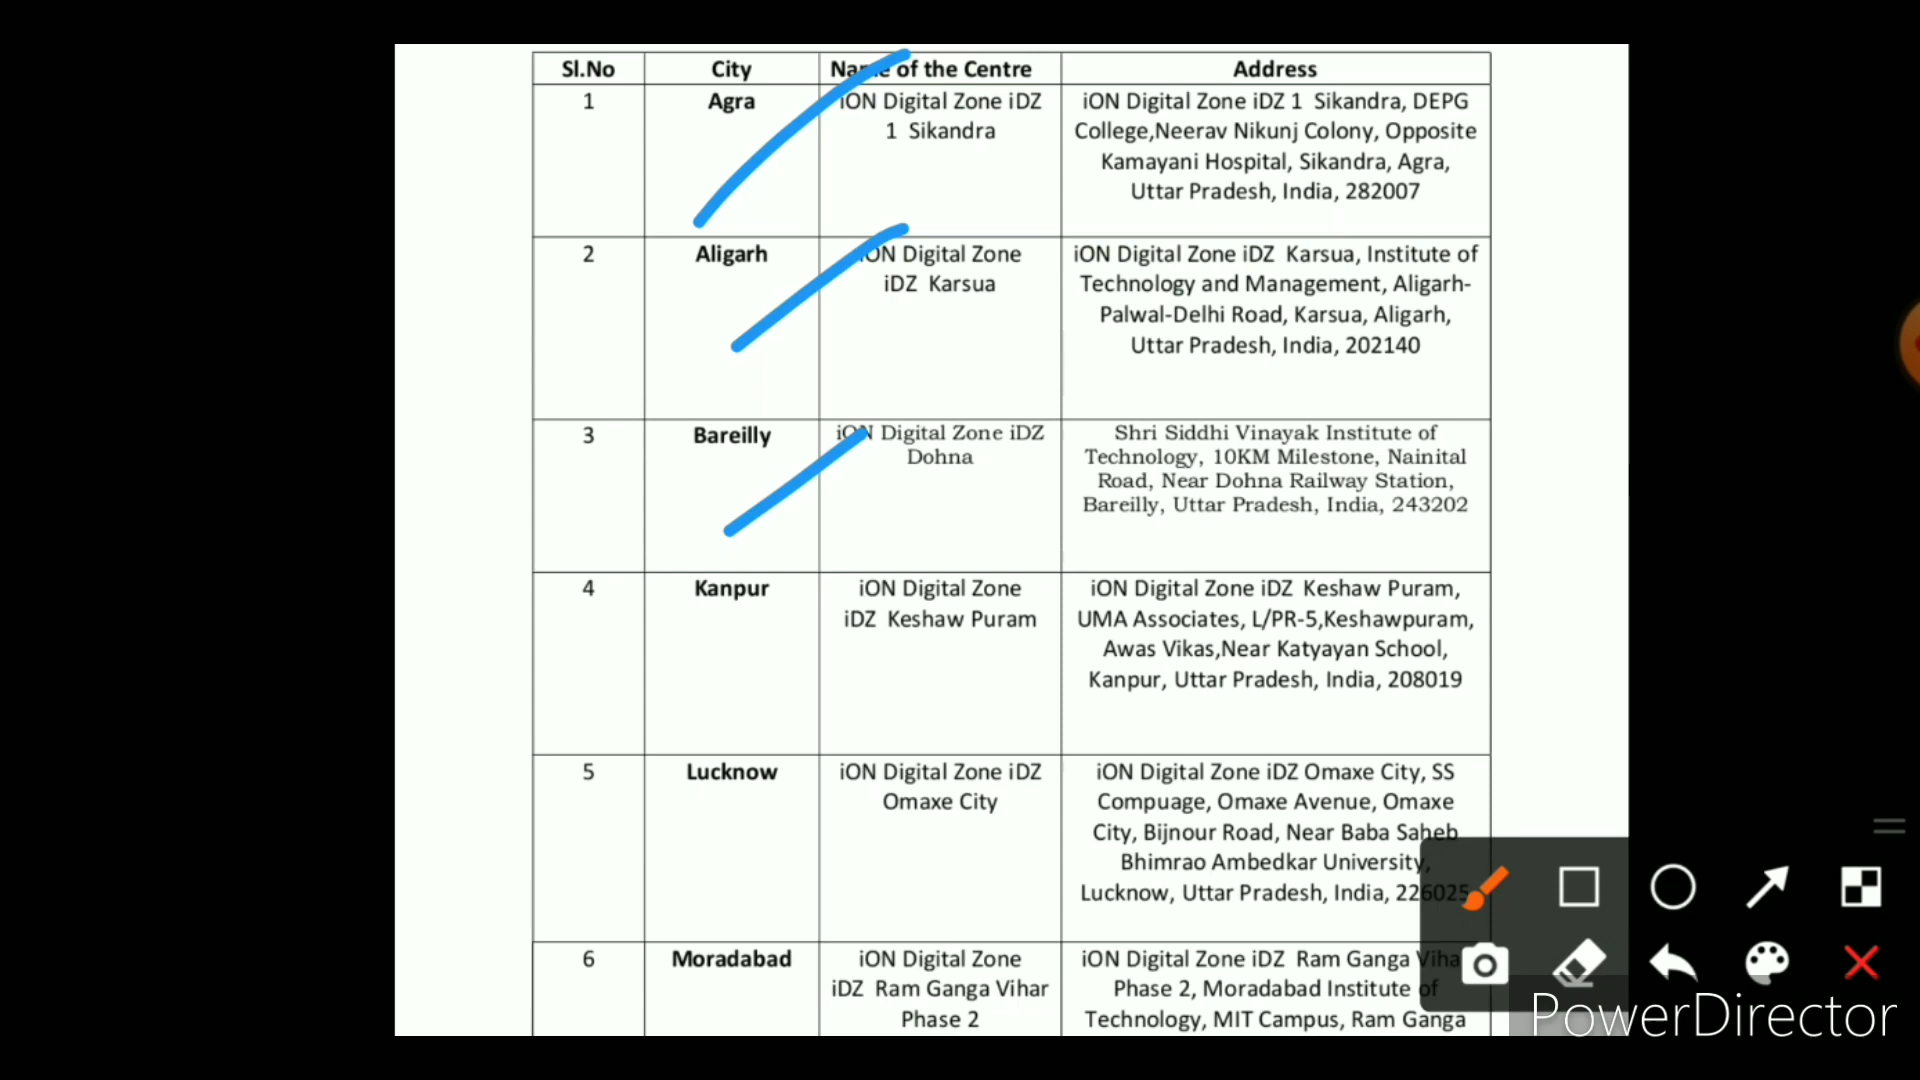 Sl.No City Name of the Centre Address
1 Agra iON Digital Zone iDZ iON Digital Zone iDZ 1 Sikandra, DEPG
1 Sikandra College,Neerav Nikunj Colony, Opposite
Kamayani Hospital, Sikandra, Agra,
Uttar Pradesh, India, 282007
2 Aligarh iON Digital Zone iON Digital Zone iDZ Karsua, Institute of
iDZ Karsua Technology and Management, Aligarh-
Palwal-Delhi Road, Karsua, Aligarh,
Uttar Pradesh, India, 202140
3 Bareilly iON Digital Zone iDZ Shri Siddhi Vinayak Institute of
Dohna Technology, 10KM Milestone, Nainital
Road, Near Dohna Railway Station,
Bareilly, Uttar Pradesh, India, 243202
4 Kanpur iON Digital Zone iON Digital Zone iDZ Keshaw Puram,
iDZ Keshaw Puram UMA Associates, L/PR-5,Keshawpuram,
Awas Vikas,Near Katyayan School,
Kanpur, Uttar Pradesh, India, 208019
5 Lucknow iON Digital Zone iDZ iON Digital Zone iDZ Omaxe City, SS
Omaxe City Compuage, Omaxe Avenue, Omaxe
City, Bijnour Road, Near Baba Saheb
Bhimrao Ambedkar University,
Lucknow, Uttar Pradesh, India, 226025
6 Moradabad iON Digital Zone iON Digital Zone iDZ Ram Ganga Vihar
iDZ Ram Ganga Vihar Phase 2, Moradabad Institute of
Phase 2 Technology, MIT Campus, Ram Ganga
PowerDirector